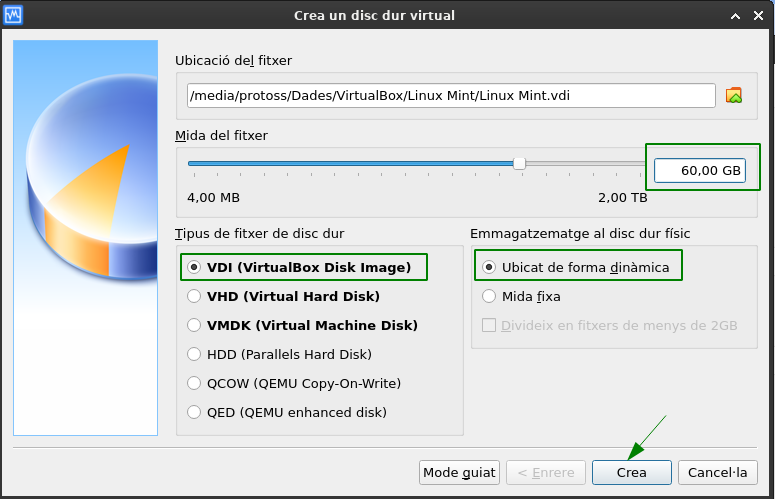 Crea un disc dur virtual
Ubicació del fitxer
/media/protoss/Dades/VirtualBox/Linux Mint/Linux Mint.vdi
Mida del fitxer
60,00 GB
4,00 MB
2,00 TB
Tipus de fitxer de disc dur
Emmagatzematge al disc dur físic
VDI (VirtualBox Disk Image)
Ubicat de forma dinàmica
VHD (Virtual Hard Disk)
Mida fixa
VMDK (Virtual Machine Disk)
Divideix en fitxers de menys de 2GB
HDD (Parallels Hard Disk)
QCOW (QEMU Copy-On-Write)
QED (QEMU enhanced disk)
Mode guiat
< Enrere
Crea
Cancel·la